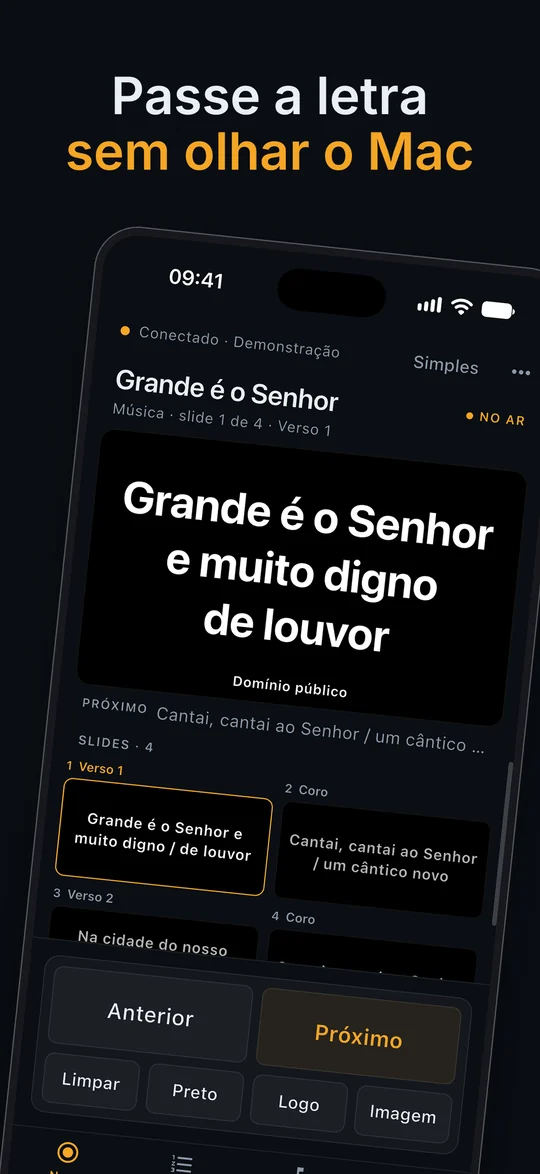 Passe a letra
sem olhar o Mac
09:41
Conectado · Demonstração
Simples
Grande é o Senhor
Música · slide 1 de 4 · Verso 1
NO AR
Grande é o Senhor
e muito digno
de louvor
Domínio público
PRÓXIMO Cantai, cantai ao Senhor / um cântico ...
SLIDES · 4
1 Verso 1
2 Coro
Grande é o Senhor e
muito digno / de louvor
Cantai, cantai ao Senhor
/ um cântico novo
3 Verso 2
4 Coro
Na cidade do nosso
Anterior
Próximo
Limpar
Preto
Logo
Imagem